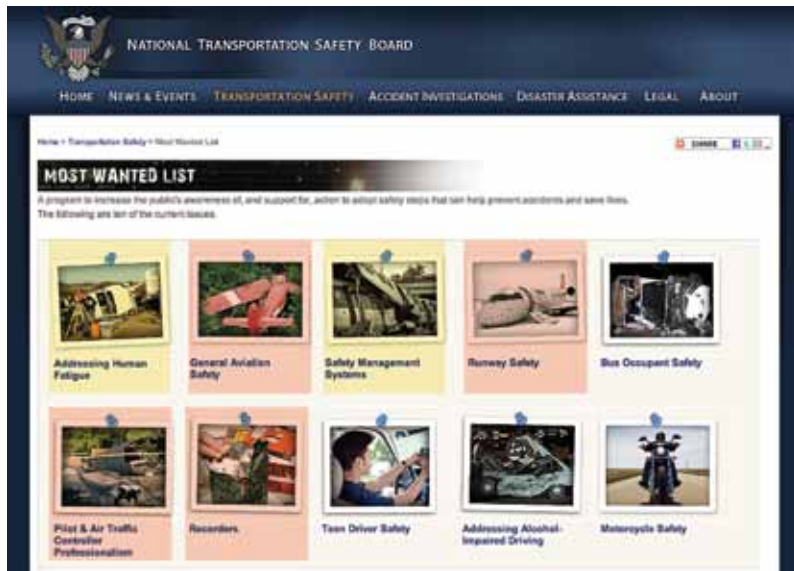 NATIONAL TRANSPORTATION SAFETY BOARD
HOME NEWS & EVENTS TRANSPORTATION SAFETY ACCIDENT INVESTIGATIONS DISASTER ASSISTANCE LEGAL ABOUT
Home > Transportation Safety > Most Wanted List
SHARE
MOST WANTED LIST
A program to increase the public's awareness of, and support for, action to adopt safety steps that can help prevent accidents and save lives.
The following are ten of the current issues.
Addressing Human
Fatigue
General Aviation
Safety
Safety Management
Systems
Runway Safety
Bus Occupant Safety
Pilot & Air Traffic
Controller
Professionalism
Recorders
Teen Driver Safety
Addressing Alcohol-
Impaired Driving
Motorcycle Safety